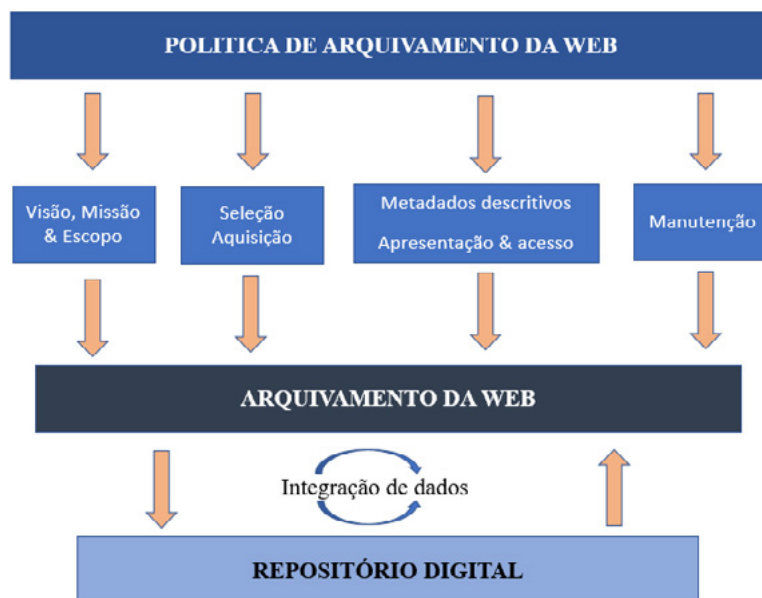 POLITICA DE ARQUIVAMENTO DA WEB
Visão, Missão
& Escopo
Seleção
Aquisição
Metadados descritivos
Apresentação & acesso
Manutenção
ARQUIVAMENTO DA WEB
Integração de dados
REPOSITÓRIO DIGITAL